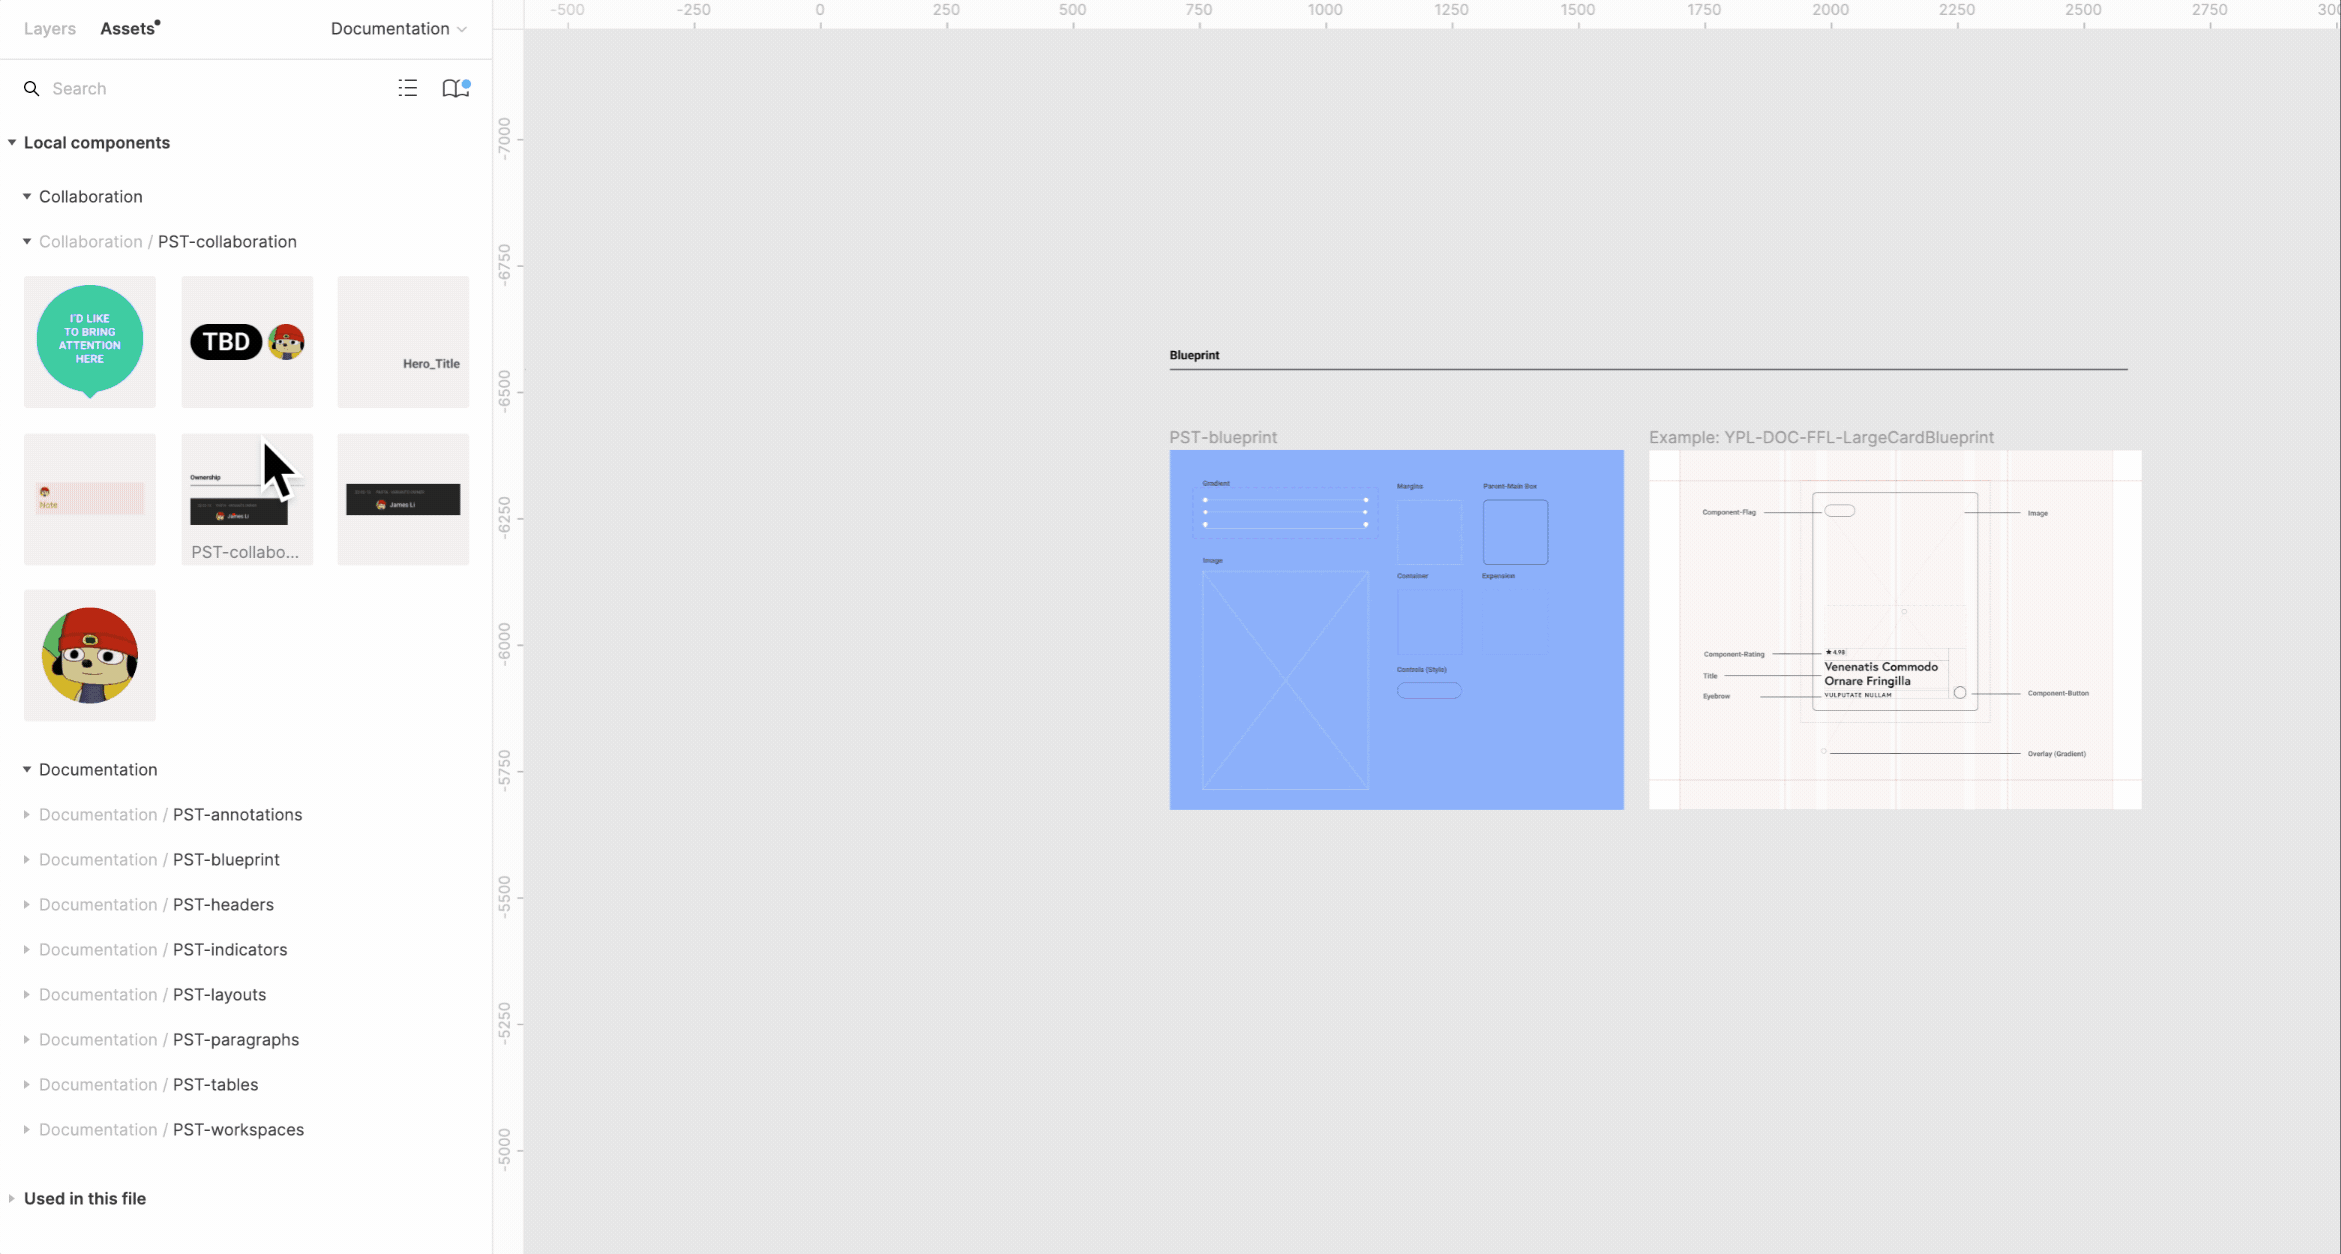 Layers Assets Documentation
Search
Local components
Collaboration
Collaboration / PST-collaboration
I'D LIKE
TO BRING
ATTENTION
HERE
TBD
Hero_Title
Note
Ownership
James Li
PST-collabo...
James Li
Documentation
Documentation / PST-annotations
Documentation / PST-blueprint
Documentation / PST-headers
Documentation / PST-indicators
Documentation / PST-layouts
Documentation / PST-paragraphs
Documentation / PST-tables
Documentation / PST-workspaces
Used in this file
-500 -250 0 250 500 750 1000 1250 1500 1750 2000 2250 2500 2750 300
-7000
-6750
-6500
-6250
-6000
-5750
-5500
-5250
-5000
Blueprint
PST-blueprint
Gradient
Margins
Parent-Main Box
Image
Container
Expansion
Controls (Style)
Example: YPL-DOC-FFL-LargeCardBlueprint
Component-Flag
Image
Component-Rating
★ 4.98
Title
Venenatis Commodo
Ornare Fringilla
Eyebrow
VULPUTATE NULLAM
Component-Button
Overlay (Gradient)